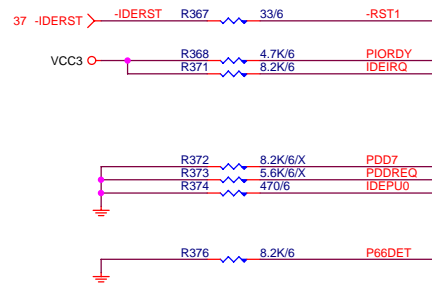 37 -IDERST -IDERST R367 33/6 -RST1
VCC3 R368 4.7K/6 PIORDY
R371 8.2K/6 IDEIRQ
R372 8.2K/6/X PDD7
R373 5.6K/6/X PDDREQ
R374 470/6 IDEPU0
R376 8.2K/6 P66DET